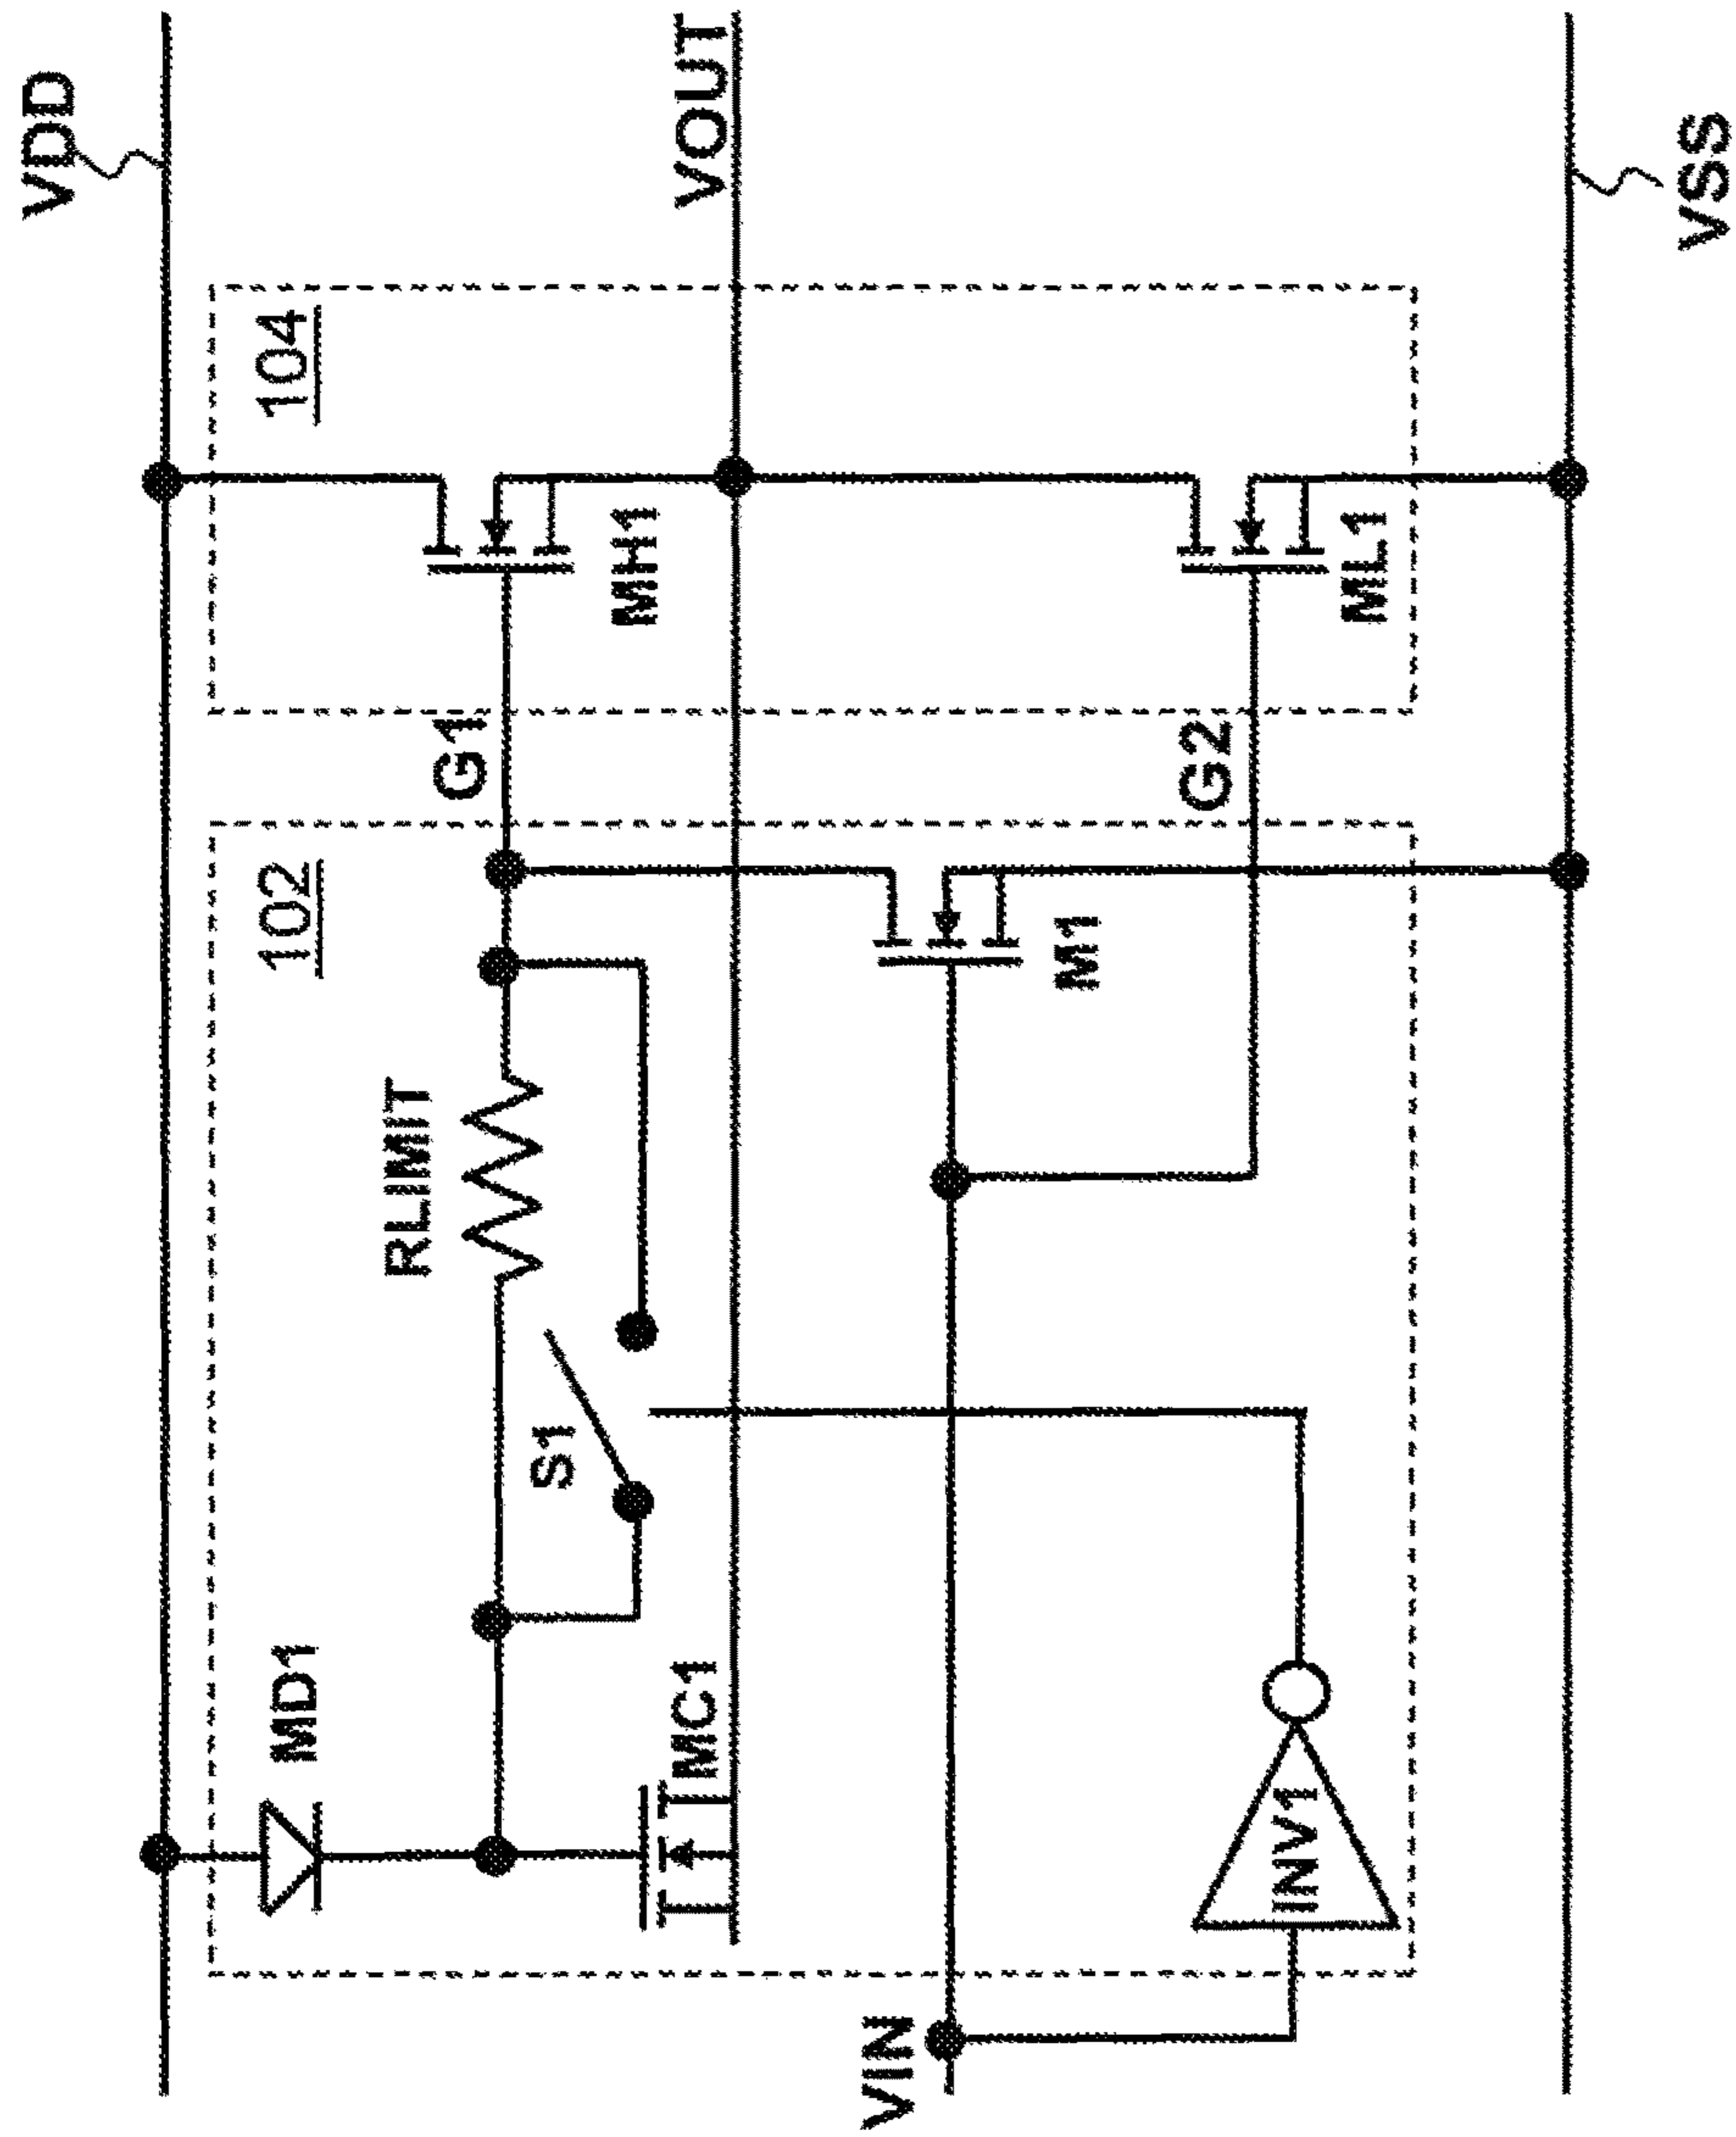 VDD
VOUT
VSS
104
MH1
ML1
G1
G2
102
RLIMIT
M1
S1
MD1
MC1
INV1
VIN